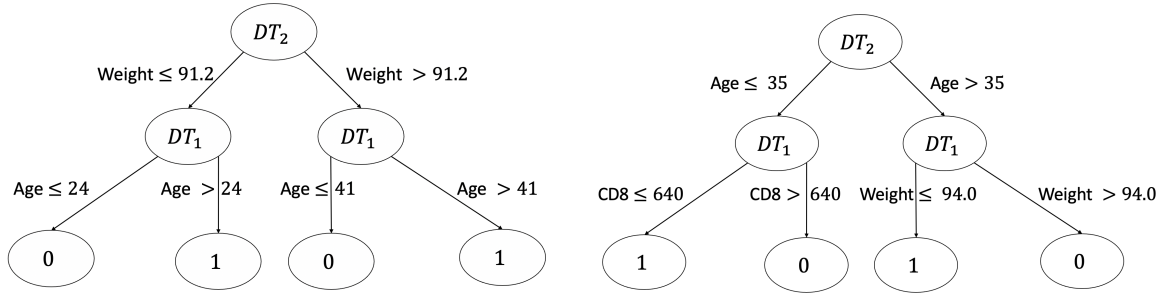 DT₂
Weight ≤ 91.2
Weight > 91.2
DT₁
DT₁
Age ≤ 24
Age > 24
Age ≤ 41
Age > 41
0
1
0
1
DT₂
Age ≤ 35
Age > 35
DT₁
DT₁
CD8 ≤ 640
CD8 > 640
Weight ≤ 94.0
Weight > 94.0
1
0
1
0